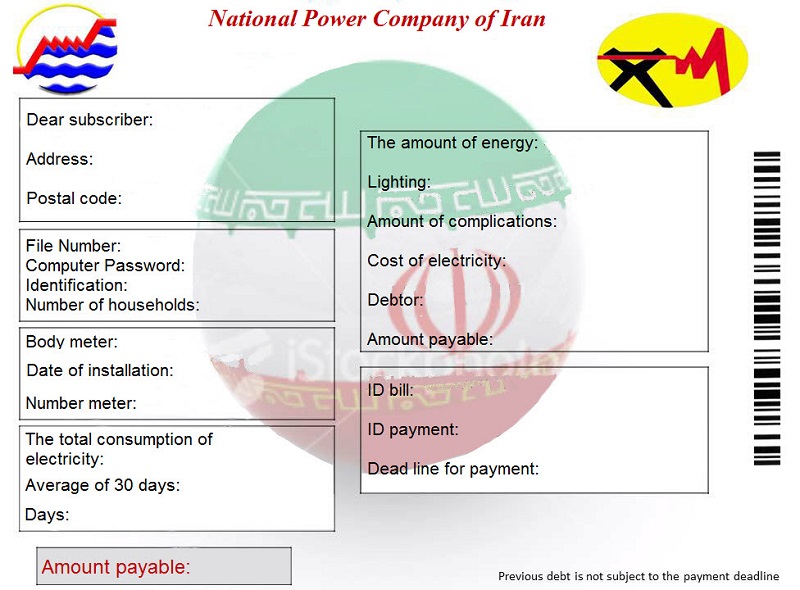 National Power Company of Iran
Dear subscriber:
Address:
Postal code:
File Number:
Computer Password:
Identification:
Number of households:
Body meter:
Date of installation:
Number meter:
The total consumption of
electricity:
Average of 30 days:
Days:
Amount payable:
The amount of energy:
Lighting:
Amount of complications:
Cost of electricity:
Debtor:
Amount payable:
ID bill:
ID payment:
Dead line for payment:
Previous debt is not subject to the payment deadline